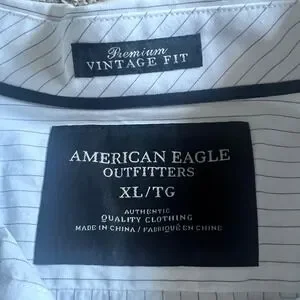 Premium
VINTAGE FIT
AMERICAN EAGLE
OUTFITTERS
XL/TG
AUTHENTIC
QUALITY CLOTHING
MADE IN CHINA / FABRIQUÉ EN CHINE